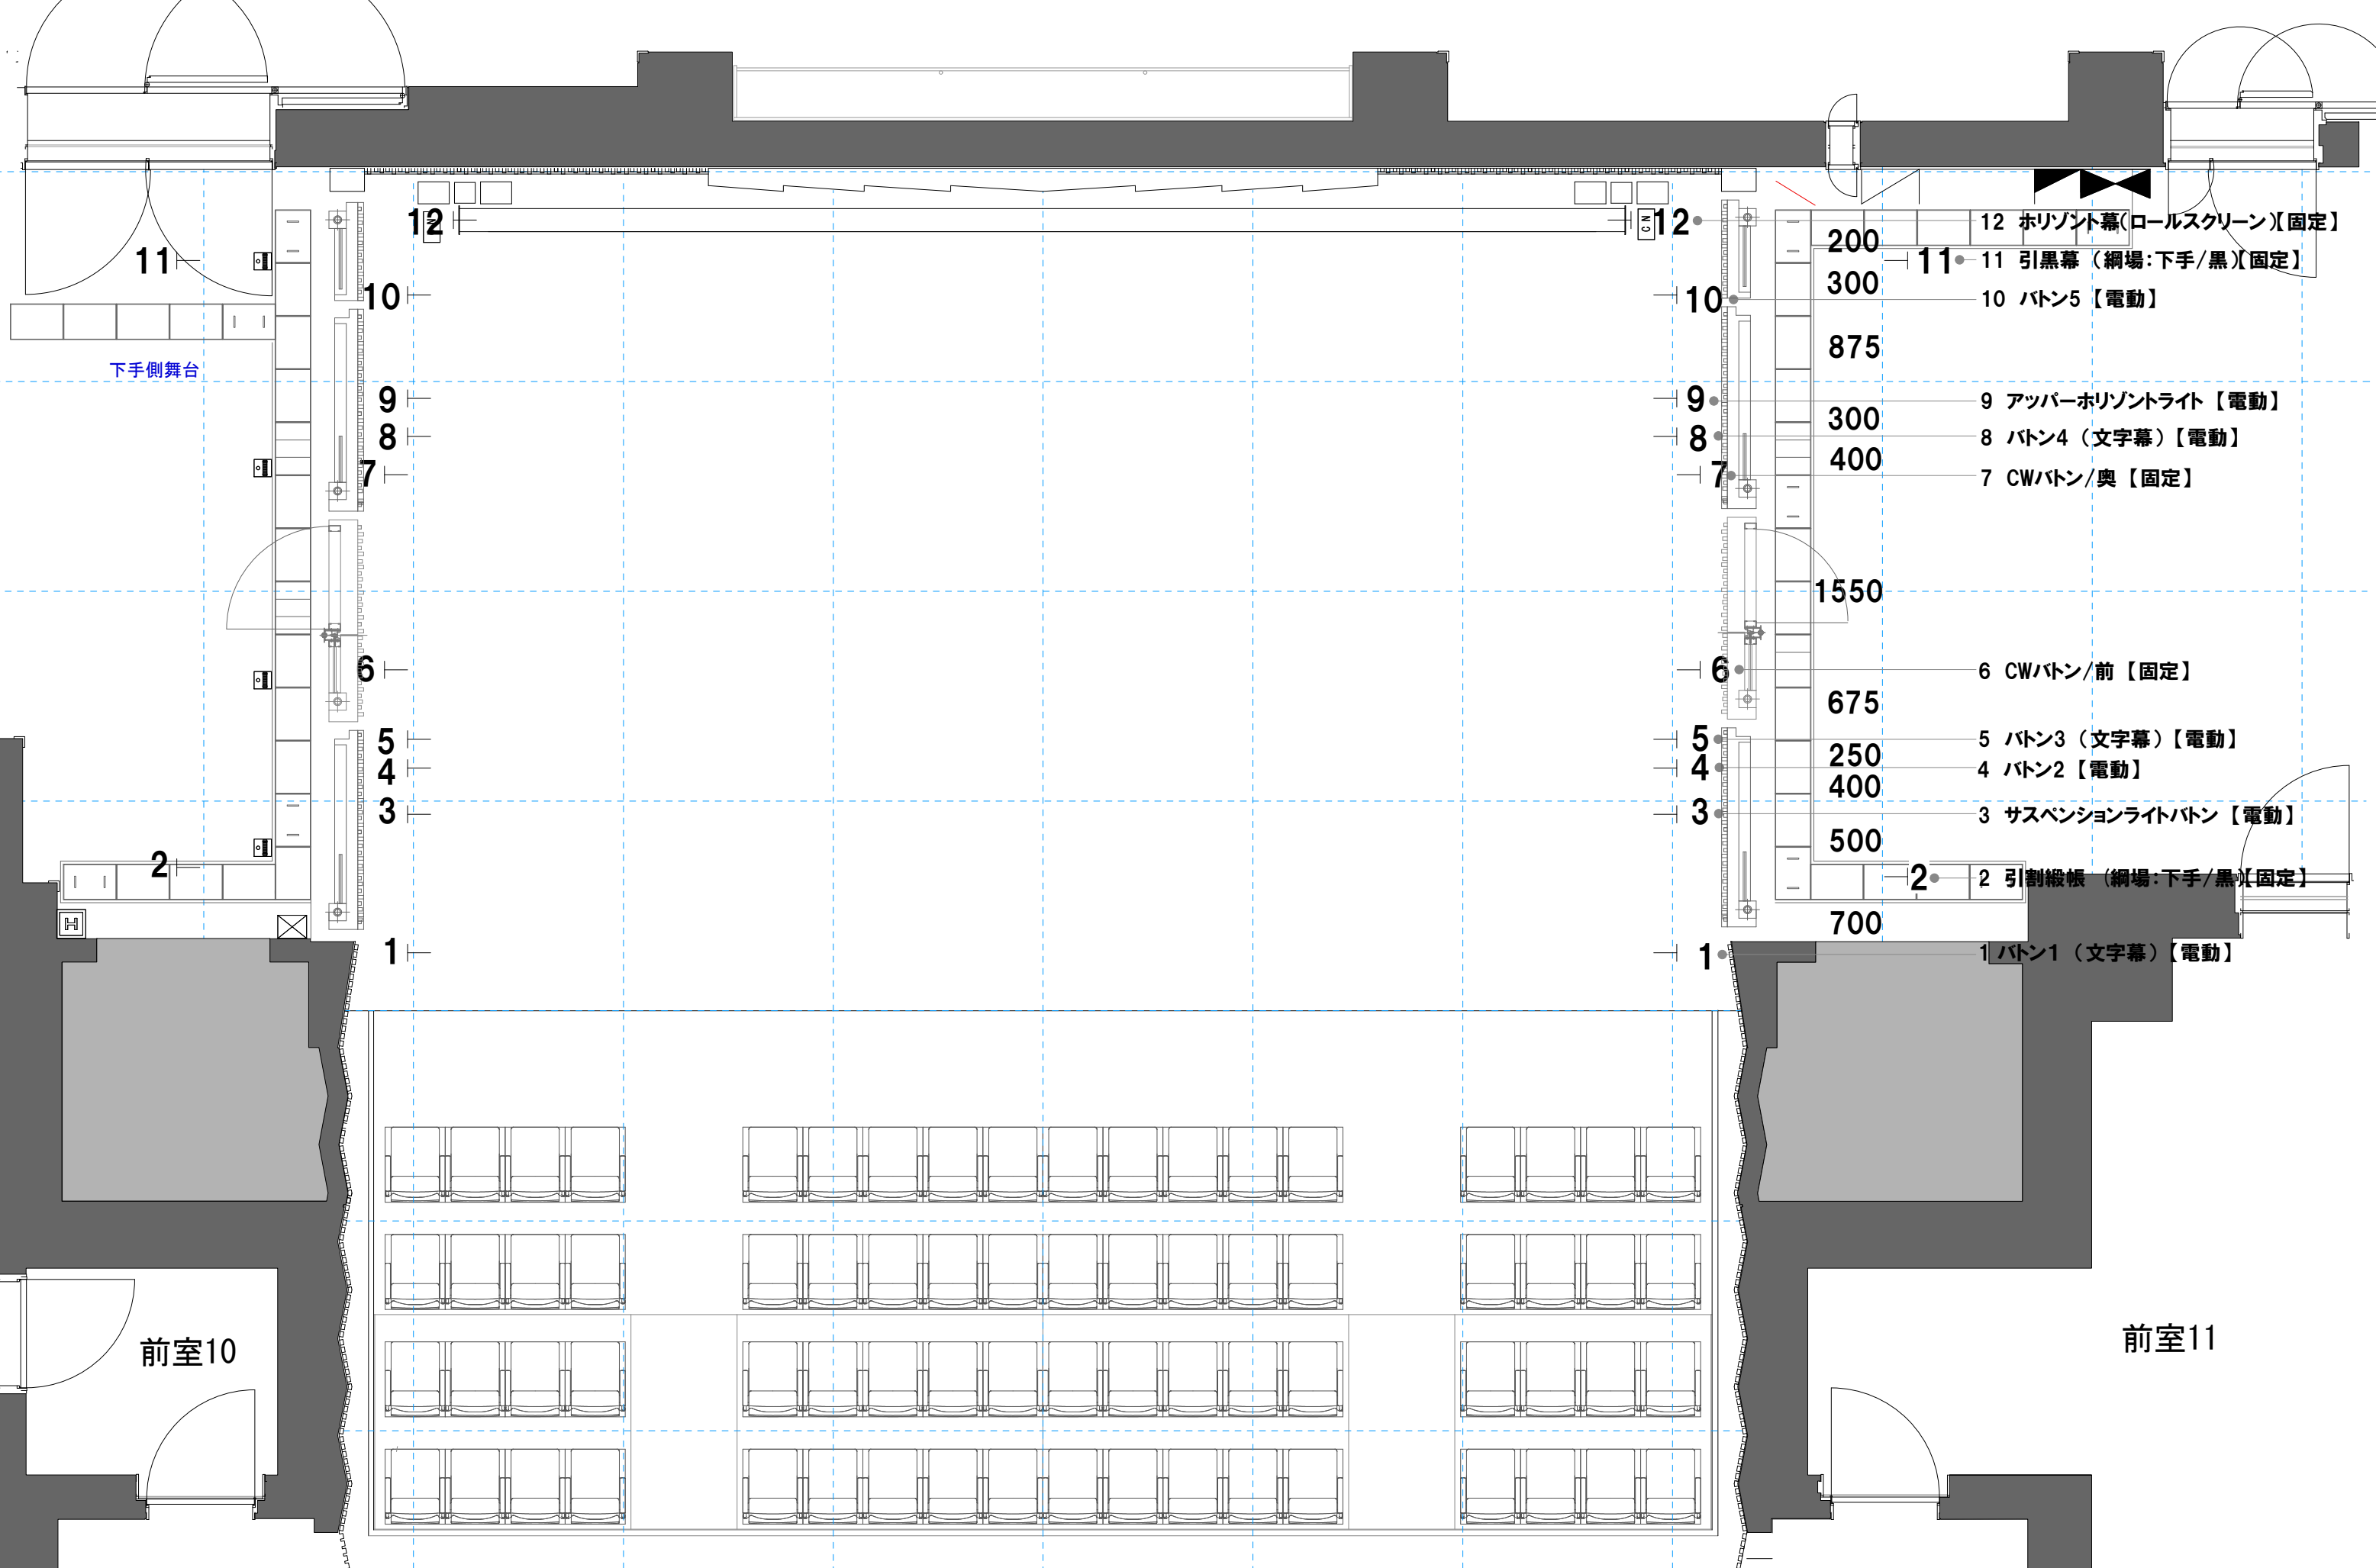 12
12
12 ホリゾント幕(ロールスクリーン)【固定】
200
11
11
11 引黒幕 (綱場:下手/黒)【固定】
300
10
10
10 バトン5 【電動】
875
下手側舞台
9
9
9 アッパーホリゾントライト 【電動】
300
8
8
8 バトン4 (文字幕)【電動】
400
7
7
7 CWバトン/奥 【固定】
1550
6
6
6 CWバトン/前 【固定】
675
5
5
5 バトン3 (文字幕)【電動】
250
4
4
4 バトン2 【電動】
400
3
3
3 サスペンションライトバトン 【電動】
500
2
2
2 引割緞帳 (綱場:下手/黒)【固定】
H
700
1
1
1 バトン1 (文字幕)【電動】
前室10
前室11